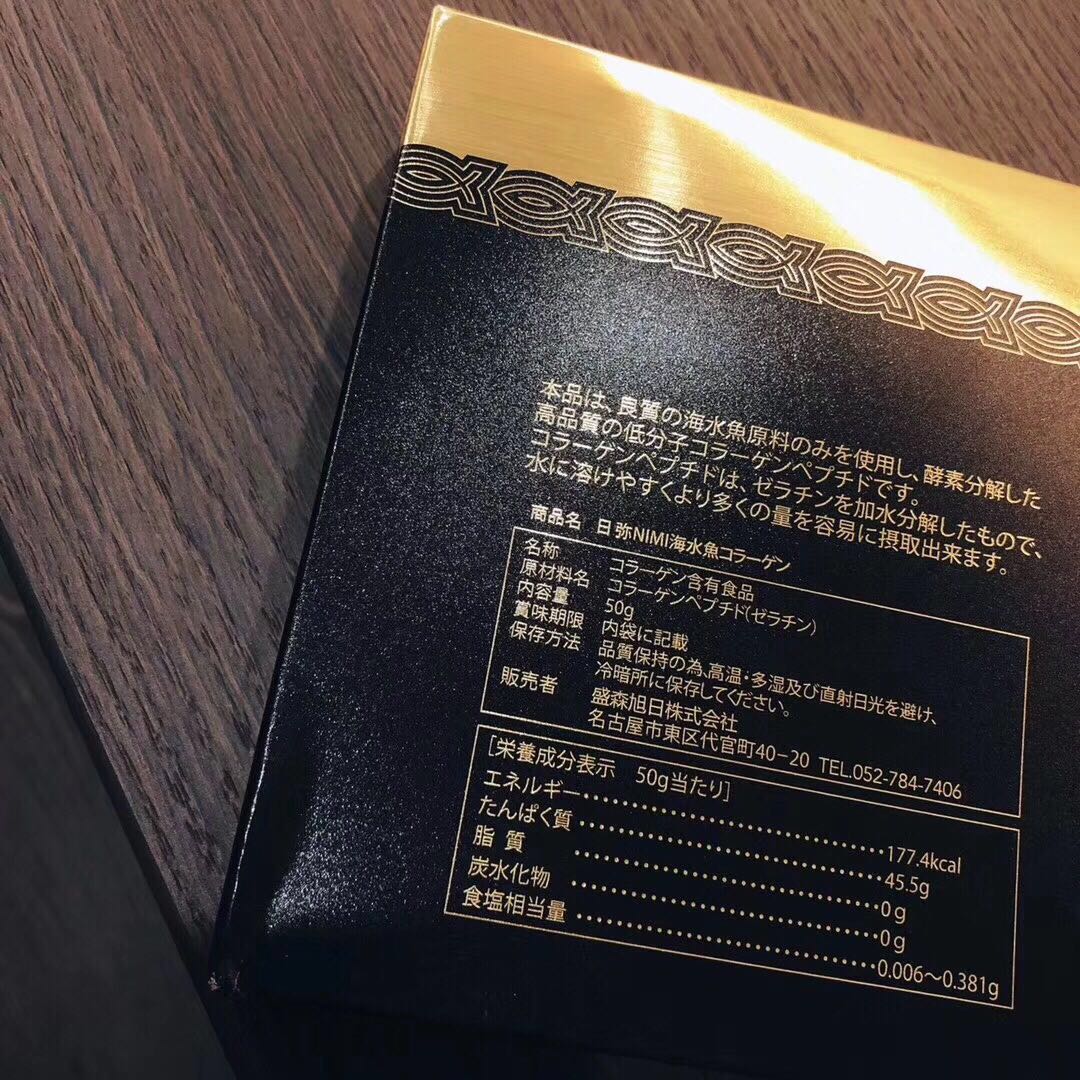 本品は、良質の海水魚原料のみを使用し、酵素分解した
高品質の低分子コラーゲンペプチドです。
コラーゲンペプチドは、ゼラチンを加水分解したもので、
水に溶けやすくより多くの量を容易に摂取出来ます。
商品名 日弥NIMI海水魚コラーゲン
名称 コラーゲン含有食品
原材料名 コラーゲンペプチド(ゼラチン)
内容量 50g
賞味期限 内袋に記載
保存方法 品質保持の為、高温・多湿及び直射日光を避け、
冷暗所に保存してください。
販売者 盛森旭日株式会社
名古屋市東区代官町40-20 TEL.052-784-7406
[栄養成分表示 50g当たり]
エネルギー……………………177.4kcal
たんぱく質……………………45.5g
脂質……………………0g
炭水化物……………………0g
食塩相当量……………………0.006～0.381g